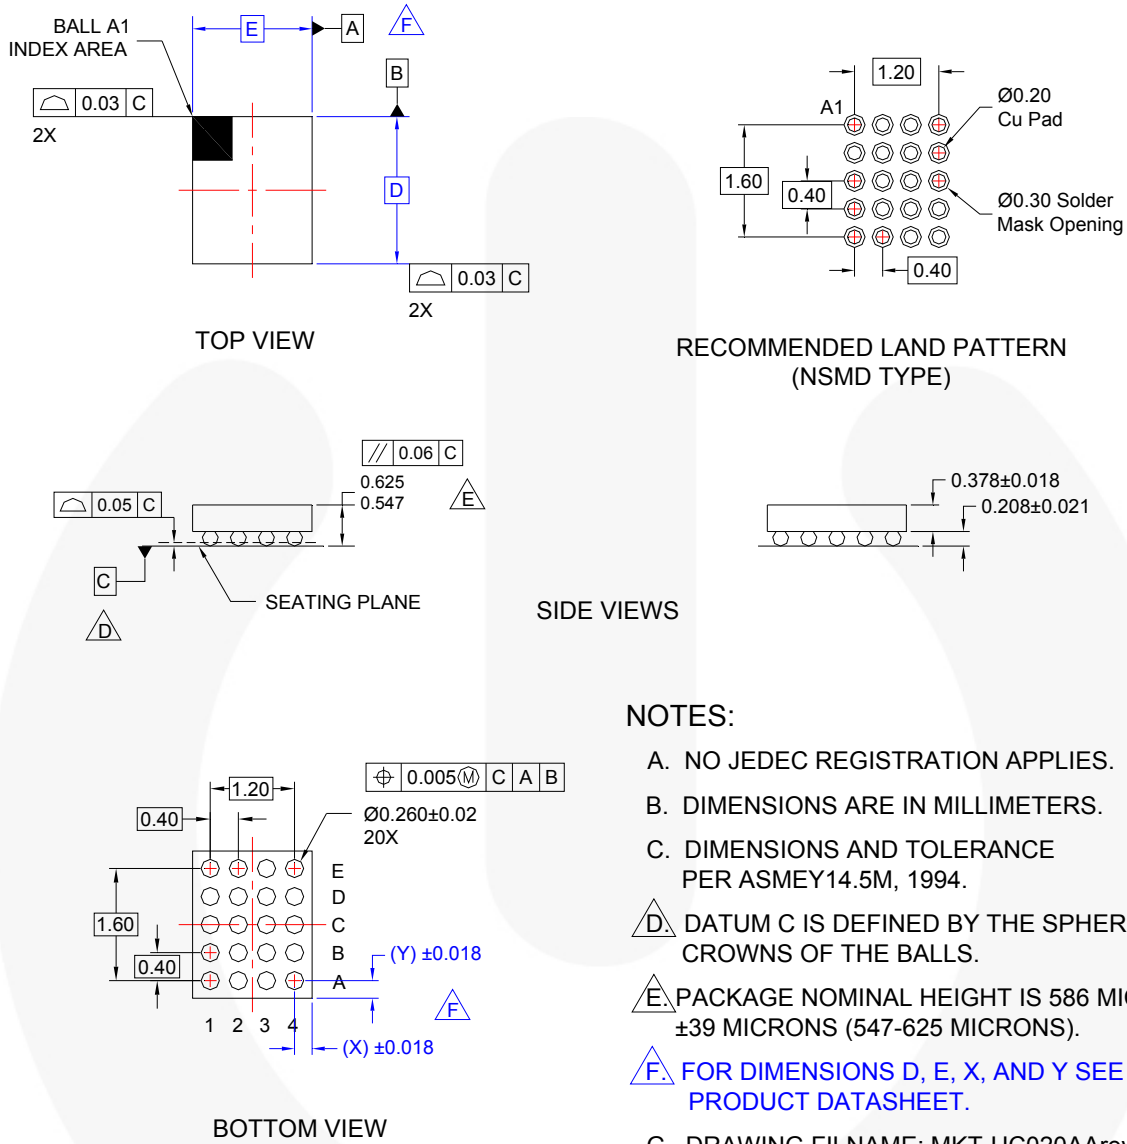 BALL A1
INDEX AREA
E
A
F
B
0.03 C
2X
D
0.03 C
2X
TOP VIEW
1.20
A1
Ø0.20
Cu Pad
1.60
0.40
Ø0.30 Solder
Mask Opening
0.40
RECOMMENDED LAND PATTERN
(NSMD TYPE)
// 0.06 C
0.625
0.547
E
0.05 C
C
D
SEATING PLANE
0.378±0.018
0.208±0.021
SIDE VIEWS
1.20
0.005Ⓜ C A B
0.40
Ø0.260±0.02
20X
E
D
C
B
A
1.60
0.40
(Y) ±0.018
F
1 2 3 4
(X) ±0.018
BOTTOM VIEW
NOTES:
A. NO JEDEC REGISTRATION APPLIES.
B. DIMENSIONS ARE IN MILLIMETERS.
C. DIMENSIONS AND TOLERANCE
PER ASMEY14.5M, 1994.
D. DATUM C IS DEFINED BY THE
CROWNS OF THE BALLS.
E. PACKAGE NOMINAL HEIGHT IS 586
±39 MICRONS (547-625 MICRONS).
F. FOR DIMENSIONS D, E, X, AND Y SEE
PRODUCT DATASHEET.